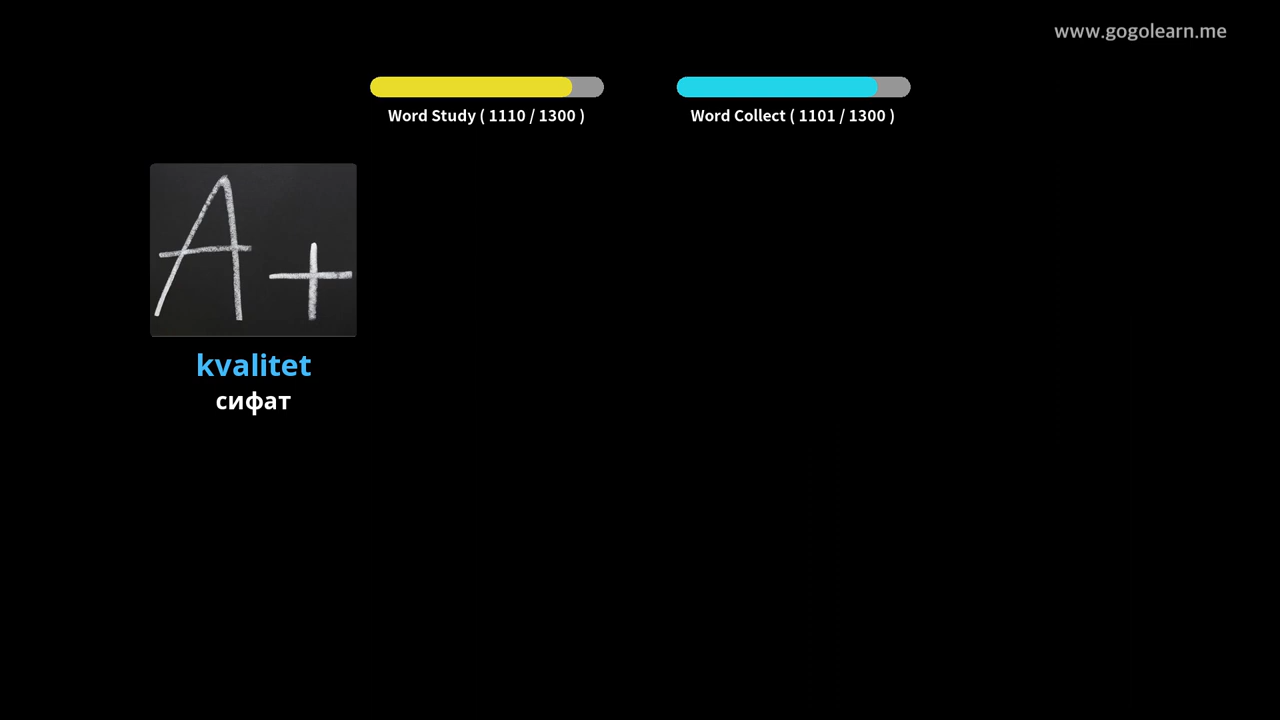 www.gogolearn.me
Word Study ( 1110 / 1300 )
Word Collect ( 1101 / 1300 )
A+
kvalitet
сифат